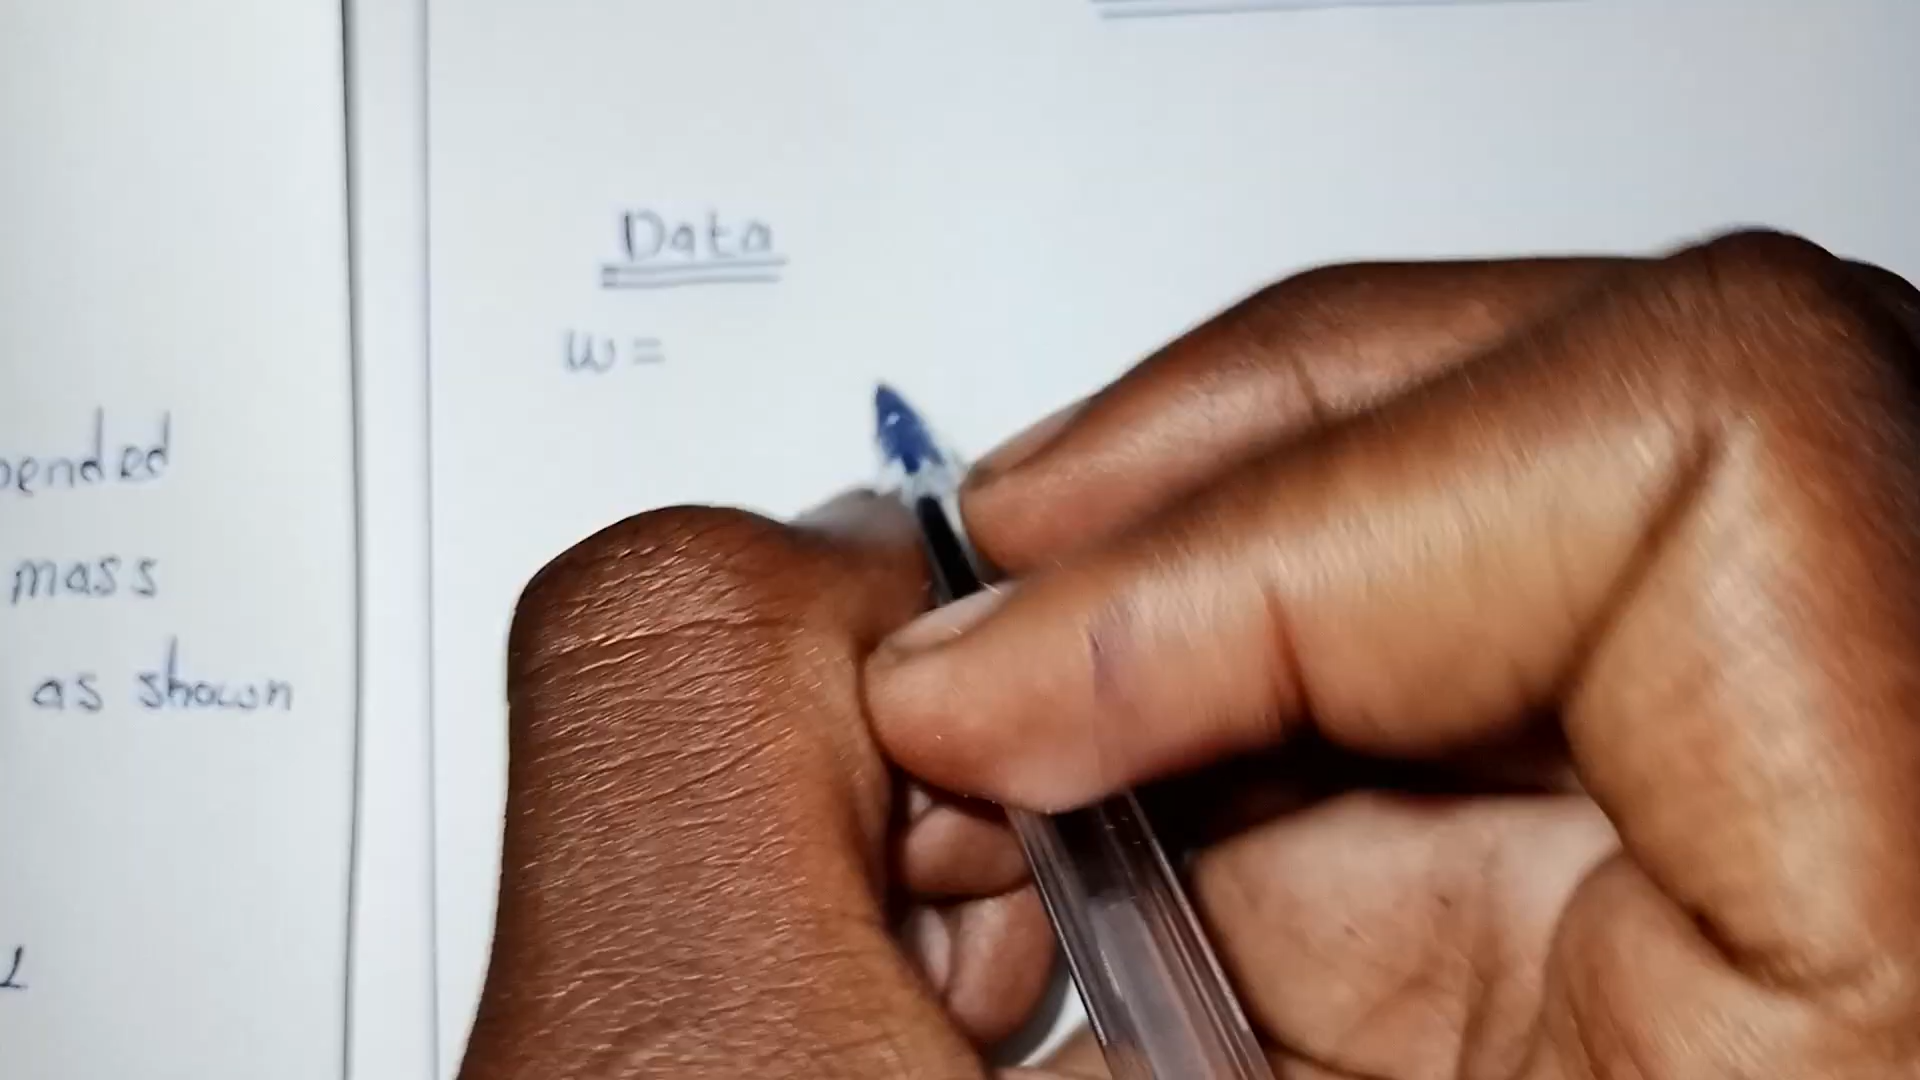 pended
mass
as shown
Data
w =